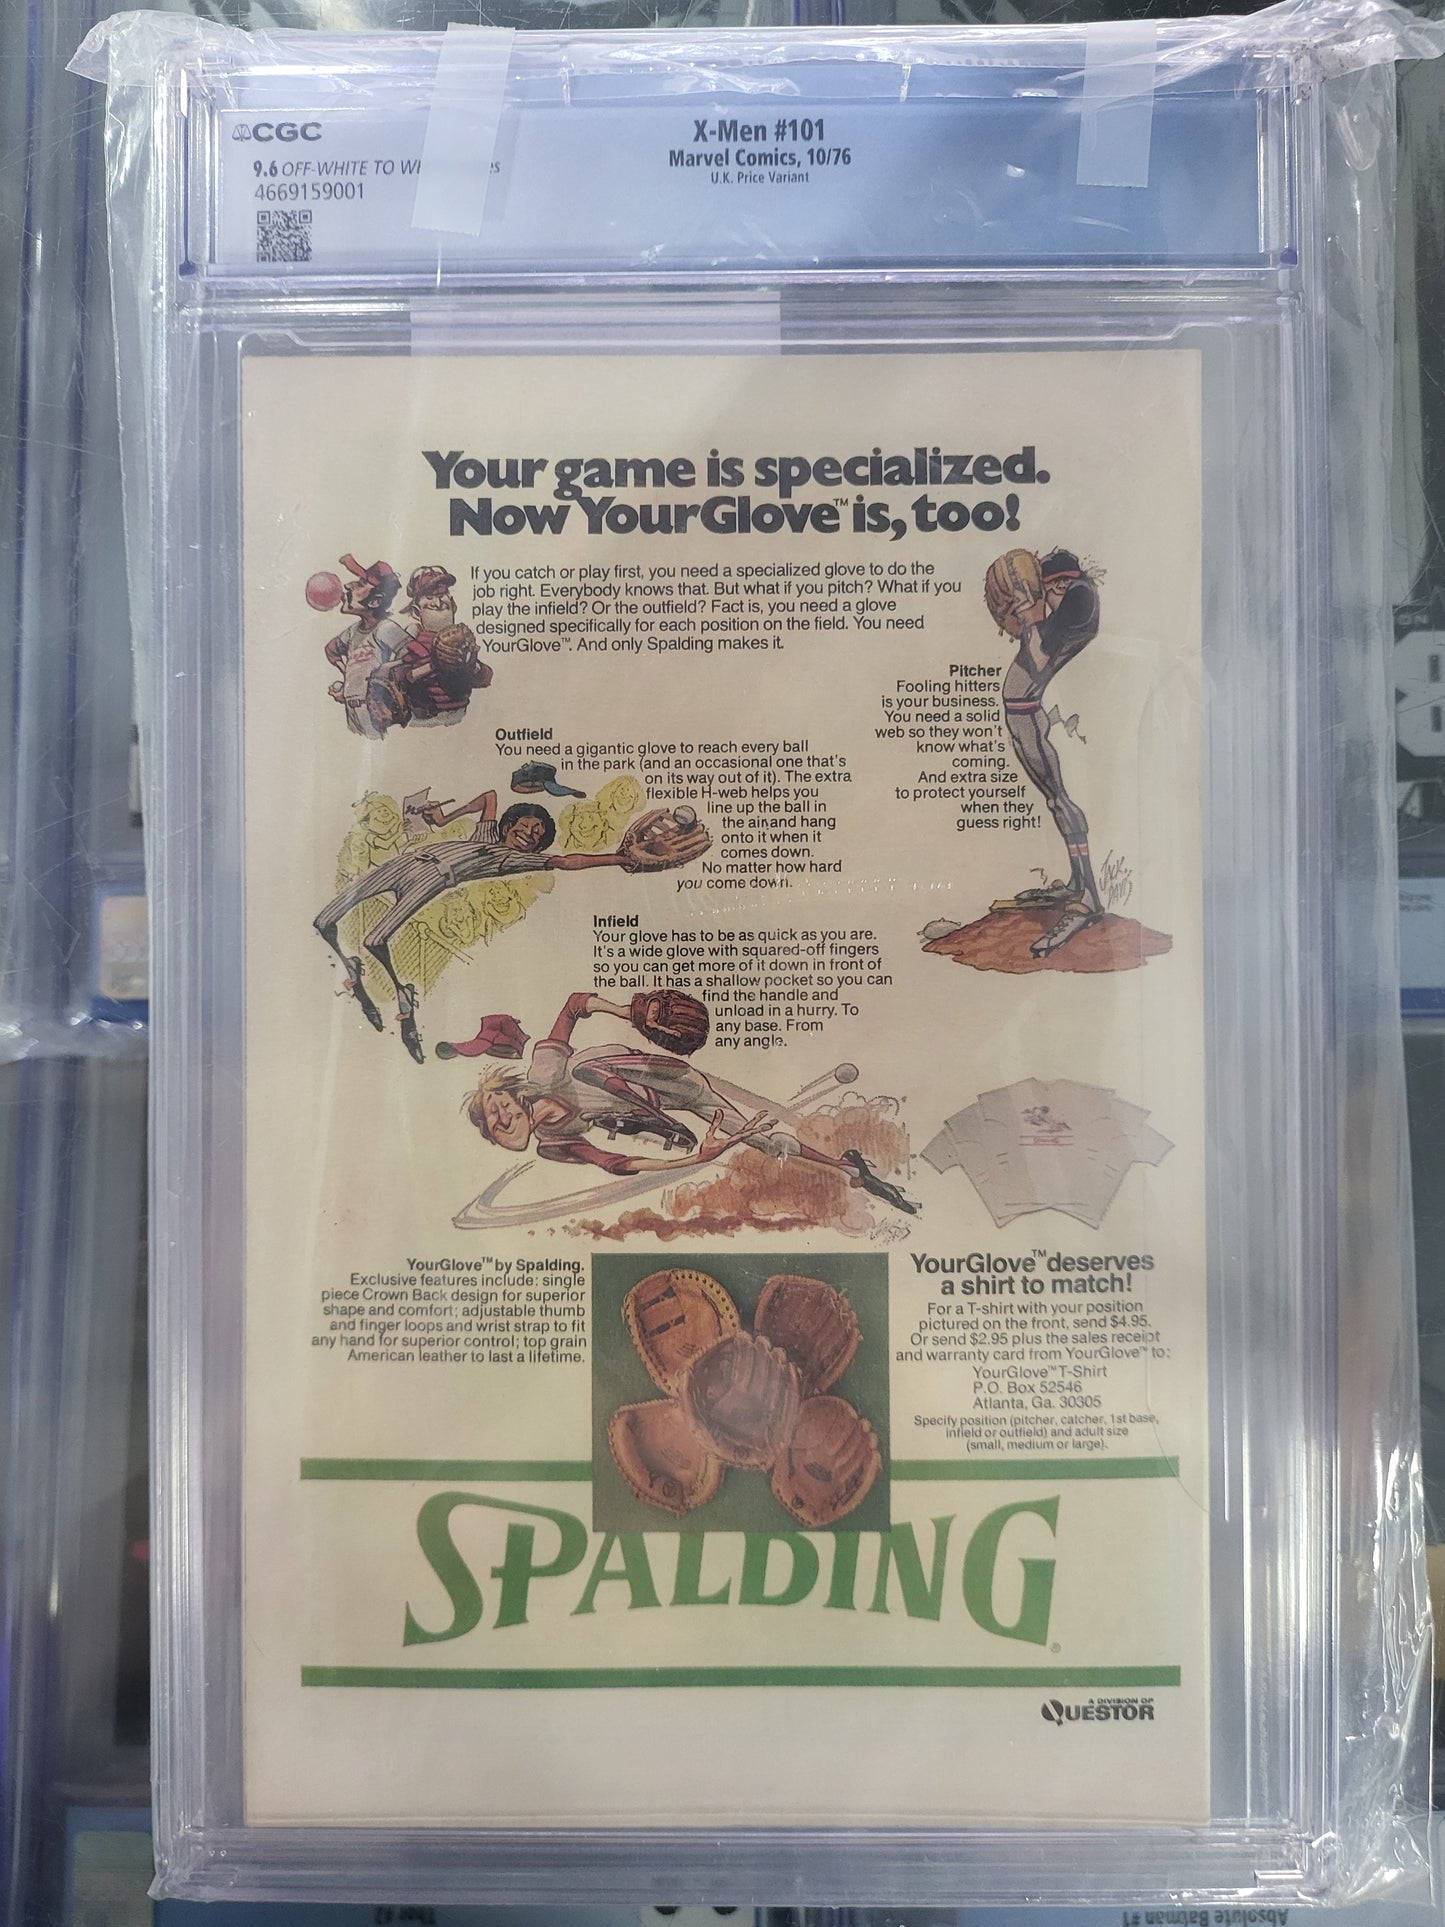 CGC
X-Men #101
Marvel Comics, 10/76
U.K. Price Variant
9.6 OFF-WHITE TO
4669159001
Your game is specialized.
Now YourGlove™ is, too!
If you catch or play first, you need a specialized glove to do the
job right. Everybody knows that. But what if you pitch? What if you
play the infield? Or the outfield? Fact is, you need a glove
designed specifically for each position on the field. You need
YourGlove™. And only Spalding makes it.
Pitcher
Fooling hitters
is your business.
You need a solid
web so they won't
know what's
coming.
And extra size
to protect yourself
when they
guess right!
JACK DAVIS
Outfield
You need a gigantic glove to reach every ball
in the park (and an occasional one that's
on its way out of it). The extra
flexible H-web helps you
line up the ball in
the air and hang
onto it when it
comes down.
No matter how hard
you come down.
Infield
Your glove has to be as quick as you are.
It's a wide glove with squared-off fingers
so you can get more of it down in front of
the ball. It has a shallow pocket so you can
find the handle and
unload in a hurry. To
any base. From
any angle.
YourGlove™ by Spalding.
Exclusive features include: single
piece Crown Back design for superior
shape and comfort; adjustable thumb
and finger loops and wrist strap to fit
any hand for superior control; top grain
American leather to last a lifetime.
YourGlove™ deserves
a shirt to match!
For a T-shirt with your position
pictured on the front, send $4.95.
Or send $2.95 plus the sales receipt
and warranty card from YourGlove™ to:
YourGlove™ T-Shirt
P.O. Box 52546
Atlanta, Ga. 30305
Specify position (pitcher, catcher, 1st base,
infield or outfield) and adult size
(small, medium or large).
SPALDING®
A DIVISION OF
QUESTOR
Absolute Batman #1